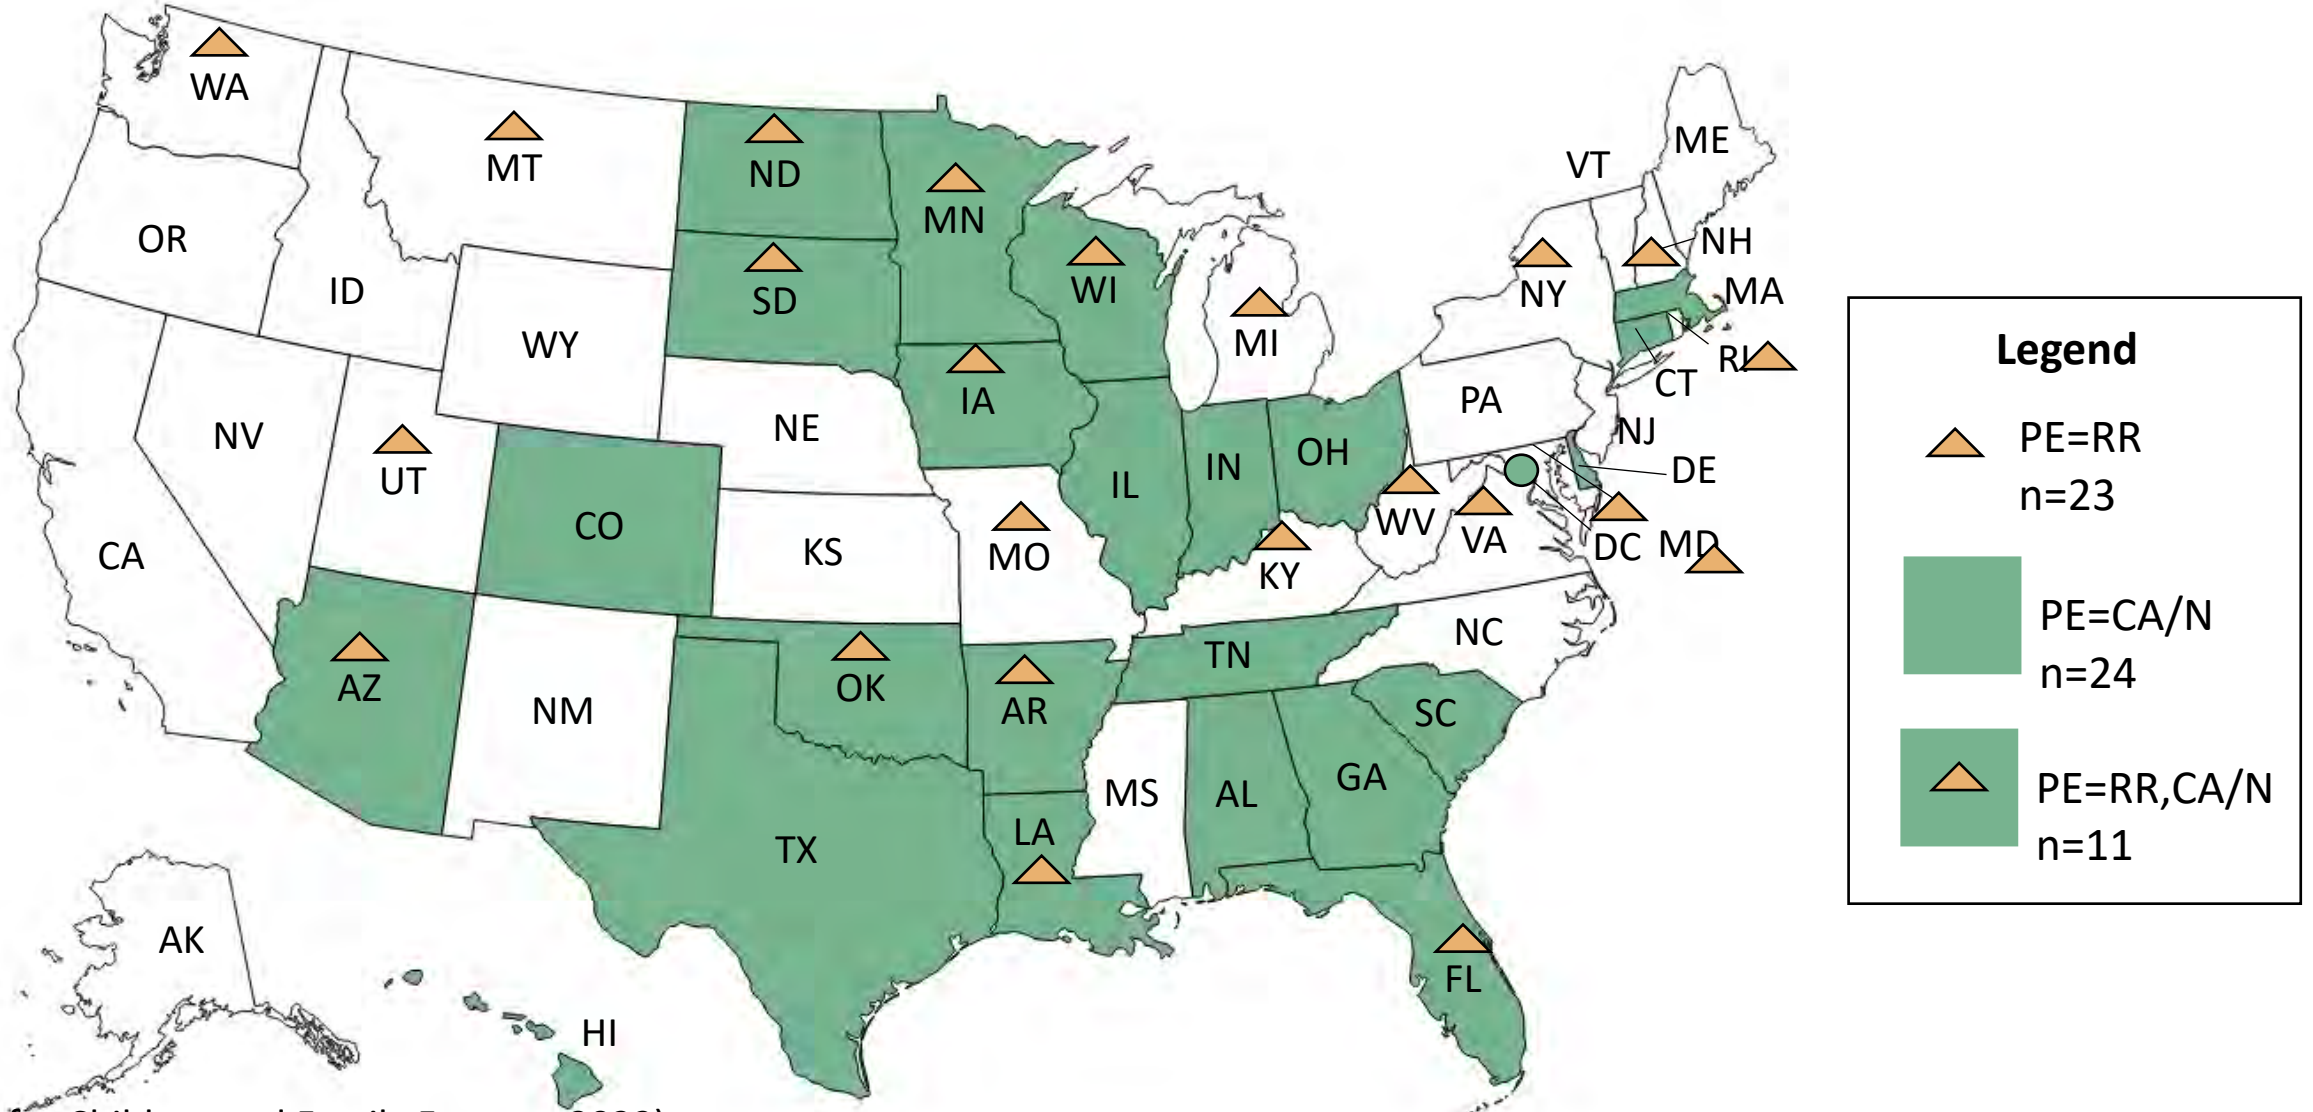 WA
MT
ND
MN
ME
VT
OR
ID
SD
WI
NH
NY
MA
MI
WY
RI
CT
IA
PA
NE
NV
NJ
UT
OH
IN
IL
DE
CO
WV
VA
DC
MD
CA
KS
MO
KY
NC
TN
AZ
OK
AR
SC
NM
MS
AL
GA
LA
TX
AK
FL
HI
Legend
PE=RR
n=23
PE=CA/N
n=24
PE=RR,CA/N
n=11